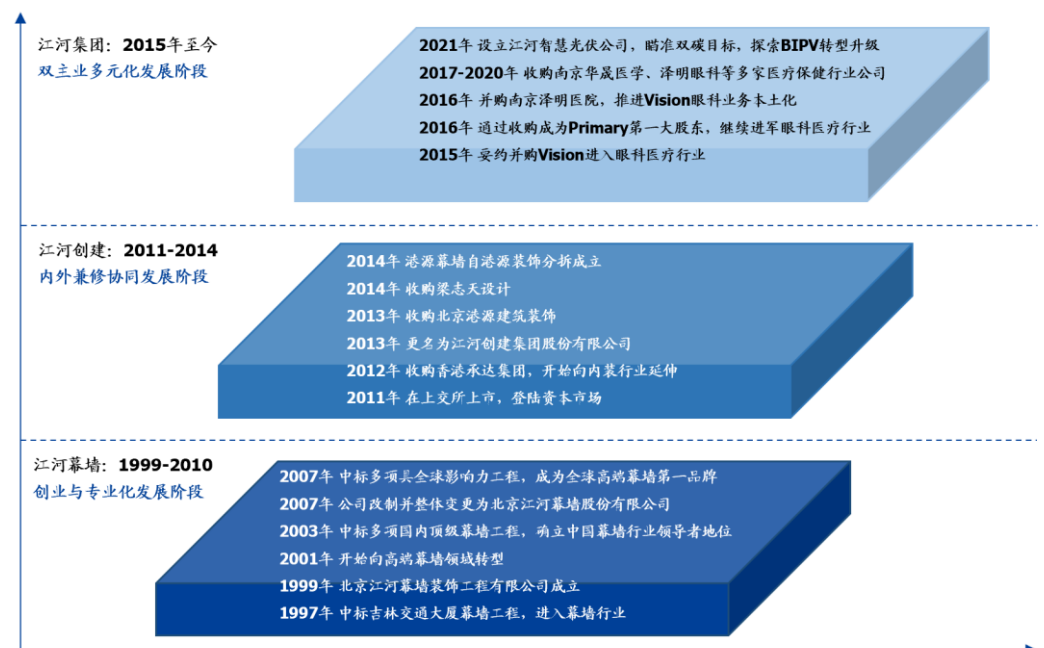 江河集团：2015年至今
双主业多元化发展阶段
2021年 设立江河智慧光伏公司，瞄准双碳目标，探索BIPV转型升级
2017-2020年 收购南京华晟医学、泽明眼科等多家医疗保健行业公司
2016年 并购南京泽明医院，推进Vision眼科业务本土化
2016年 通过收购成为Primary第一大股东，继续进军眼科医疗行业
2015年 要约并购Vision进入眼科医疗行业
江河创建：2011-2014
内外兼修协同发展阶段
2014年 港源幕墙自港源装饰分拆成立
2014年 收购梁志天设计
2013年 收购北京港源建筑装饰
2013年 更名为江河创建集团股份有限公司
2012年 收购香港承达集团，开始向内装行业延伸
2011年 在上交所上市，登陆资本市场
江河幕墙：1999-2010
创业与专业化发展阶段
2007年 中标多项具全球影响力工程，成为全球高端幕墙第一品牌
2007年 公司改制并整体变更为北京江河幕墙股份有限公司
2003年 中标多项国内顶级幕墙工程，确立中国幕墙行业领导者地位
2001年 开始向高端幕墙领域转型
1999年 北京江河幕墙装饰工程有限公司成立
1997年 中标吉林交通大厦幕墙工程，进入幕墙行业